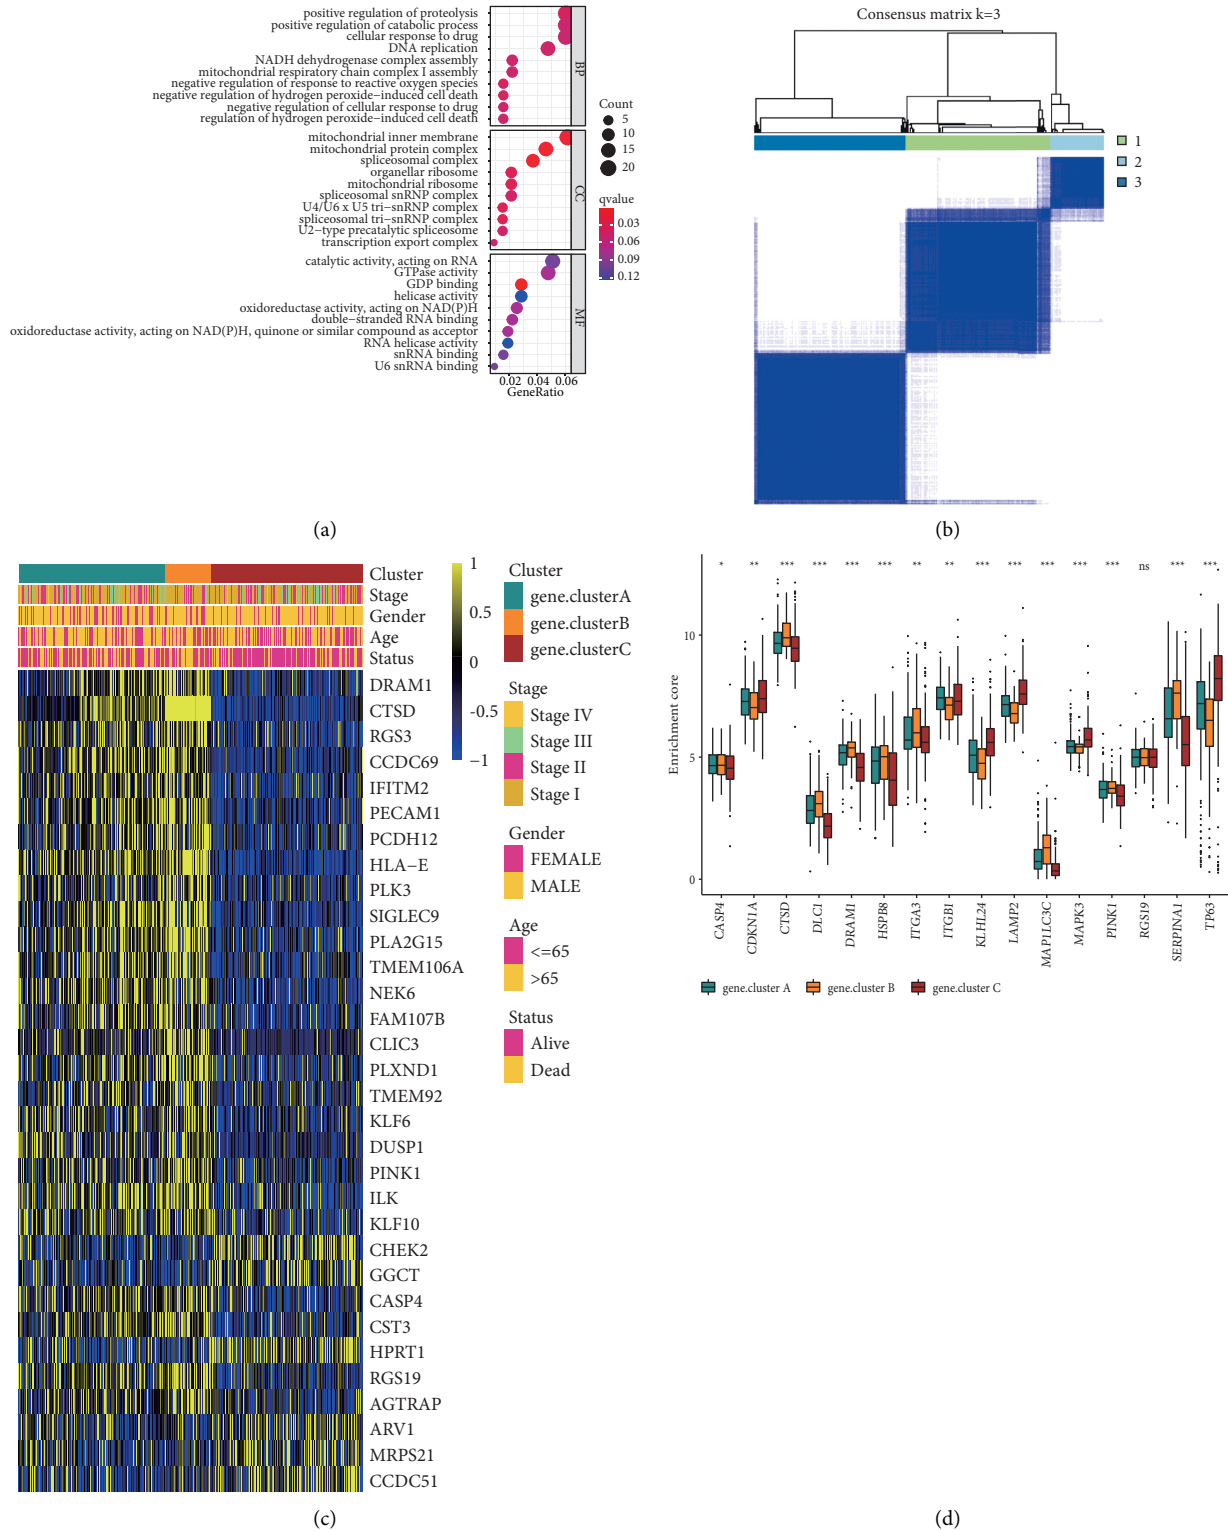 positive regulation of proteolysis
positive regulation of catabolic process
cellular response to drug
DNA replication
NADH dehydrogenase complex assembly
mitochondrial respiratory chain complex I assembly
negative regulation of response to reactive oxygen species
negative regulation of hydrogen peroxide−induced cell death
negative regulation of cellular response to drug
regulation of hydrogen peroxide−induced cell death
BP
mitochondrial inner membrane
mitochondrial protein complex
spliceosomal complex
organellar ribosome
mitochondrial ribosome
spliceosomal snRNP complex
U4/U6 x U5 tri−snRNP complex
spliceosomal tri−snRNP complex
U2−type precatalytic spliceosome
transcription export complex
CC
catalytic activity, acting on RNA
GTPase activity
GDP binding
helicase activity
oxidoreductase activity, acting on NAD(P)H
double−stranded RNA binding
oxidoreductase activity, acting on NAD(P)H, quinone or similar compound as acceptor
RNA helicase activity
snRNA binding
U6 snRNA binding
MF
0.02 0.04 0.06
GeneRatio
Count
5
10
15
20
qvalue
0.03
0.06
0.09
0.12
(a)
Consensus matrix k=3
1
2
3
(b)
Cluster
Stage
Gender
Age
Status
DRAM1
CTSD
RGS3
CCDC69
IFITM2
PECAM1
PCDH12
HLA−E
PLK3
SIGLEC9
PLA2G15
TMEM106A
NEK6
FAM107B
CLIC3
PLXND1
TMEM92
KLF6
DUSP1
PINK1
ILK
KLF10
CHEK2
GGCT
CASP4
CST3
HPRT1
RGS19
AGTRAP
ARV1
MRPS21
CCDC51
1
0.5
0
−0.5
−1
Cluster
gene.clusterA
gene.clusterB
gene.clusterC
Stage
Stage IV
Stage III
Stage II
Stage I
Gender
FEMALE
MALE
Age
<=65
>65
Status
Alive
Dead
(c)
* ** *** *** *** *** ** ** *** *** *** *** *** ns *** ***
Enrichment core
10
5
0
CASP4
CDKN1A
CTSD
DLC1
DRAM1
HSPB8
ITGA3
ITGB1
KLHL24
LAMP2
MAP1LC3C
MAPK3
PINK1
RGS19
SERPINA1
TP63
gene.cluster A
gene.cluster B
gene.cluster C
(d)